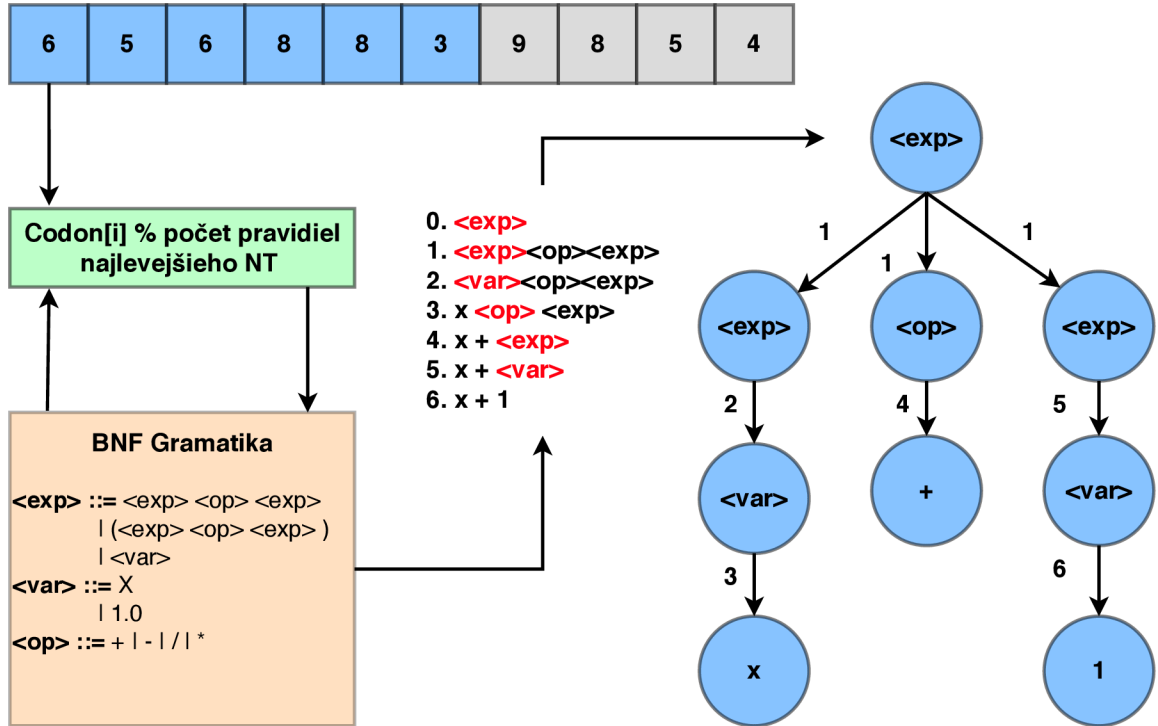 6 5 6 8 8 3 9 8 5 4
Codon[i] % počet pravidiel
najlevejšieho NT
BNF Gramatika
<exp> ::= <exp> <op> <exp>
| (<exp> <op> <exp> )
| <var>
<var> ::= X
| 1.0
<op> ::= + | - | / | *
0. <exp>
1. <exp><op><exp>
2. <var><op><exp>
3. x <op> <exp>
4. x + <exp>
5. x + <var>
6. x + 1
<exp>
1 1 1
<exp> <op> <exp>
2 4 5
<var> + <var>
3 6
x 1